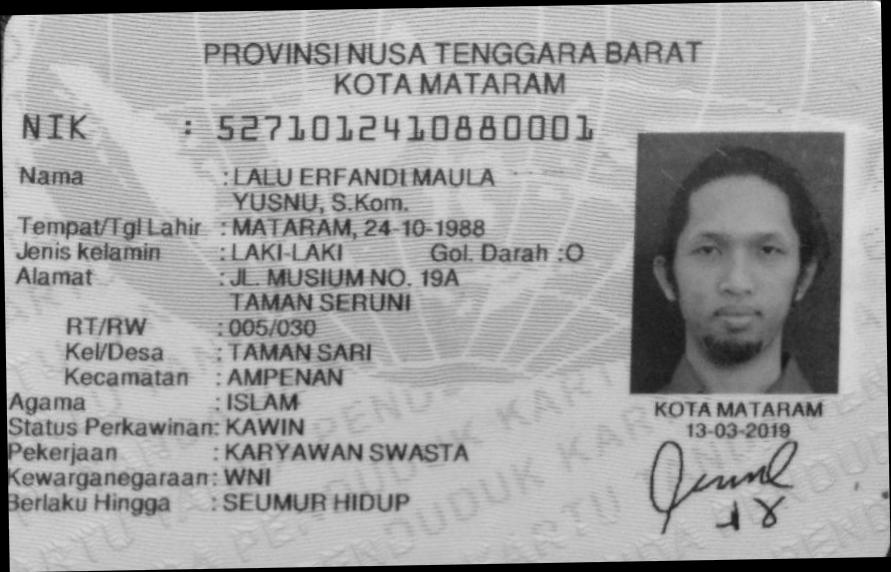 PROVINSI NUSA TENGGARA BARAT
KOTA MATARAM
NIK : 5271012410880001
Nama : LALU ERFANDI MAULA
YUSNU, S.Kom.
Tempat/Tgl Lahir : MATARAM, 24-10-1988
Jenis kelamin : LAKI-LAKI Gol. Darah :O
Alamat : JL. MUSIUM NO. 19A
TAMAN SERUNI
RT/RW : 005/030
Kel/Desa : TAMAN SARI
Kecamatan : AMPENAN
Agama : ISLAM
Status Perkawinan: KAWIN
Pekerjaan : KARYAWAN SWASTA
Kewarganegaraan: WNI
Berlaku Hingga : SEUMUR HIDUP
KOTA MATARAM
13-03-2019